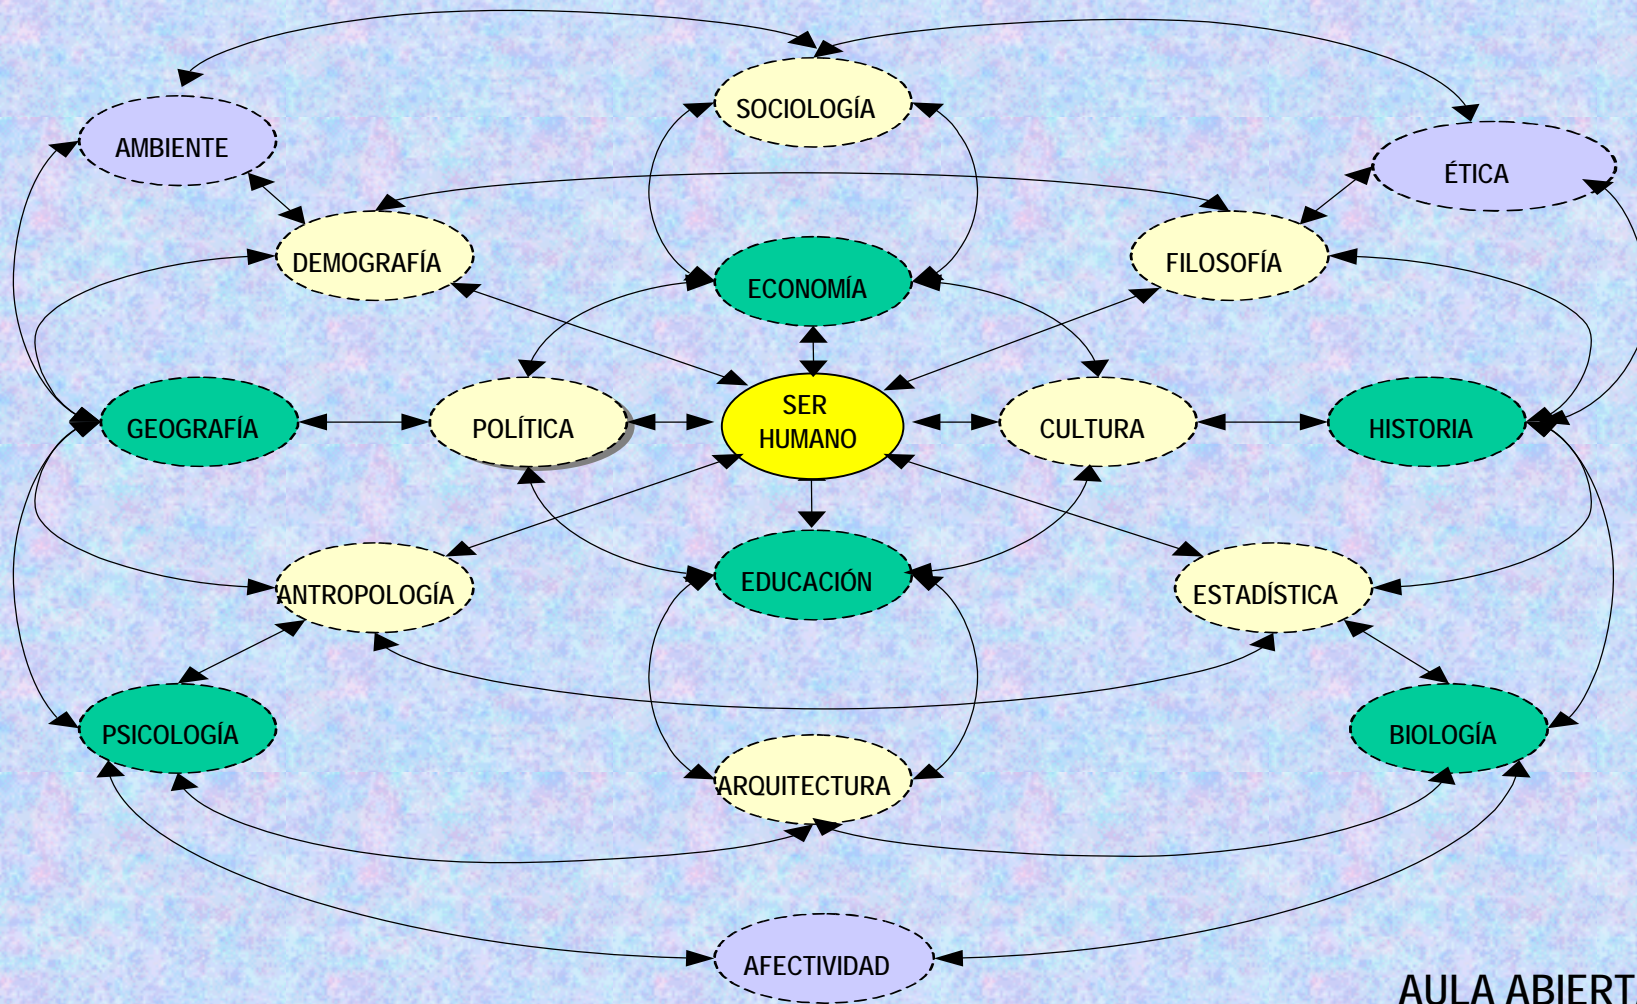 SOCIOLOGÍA
AMBIENTE
ÉTICA
DEMOGRAFÍA
FILOSOFÍA
ECONOMÍA
SER
HUMANO
GEOGRAFÍA
POLÍTICA
CULTURA
HISTORIA
EDUCACIÓN
ANTROPOLOGÍA
ESTADÍSTICA
PSICOLOGÍA
BIOLOGÍA
ARQUITECTURA
AFECTIVIDAD
AULA ABIERT